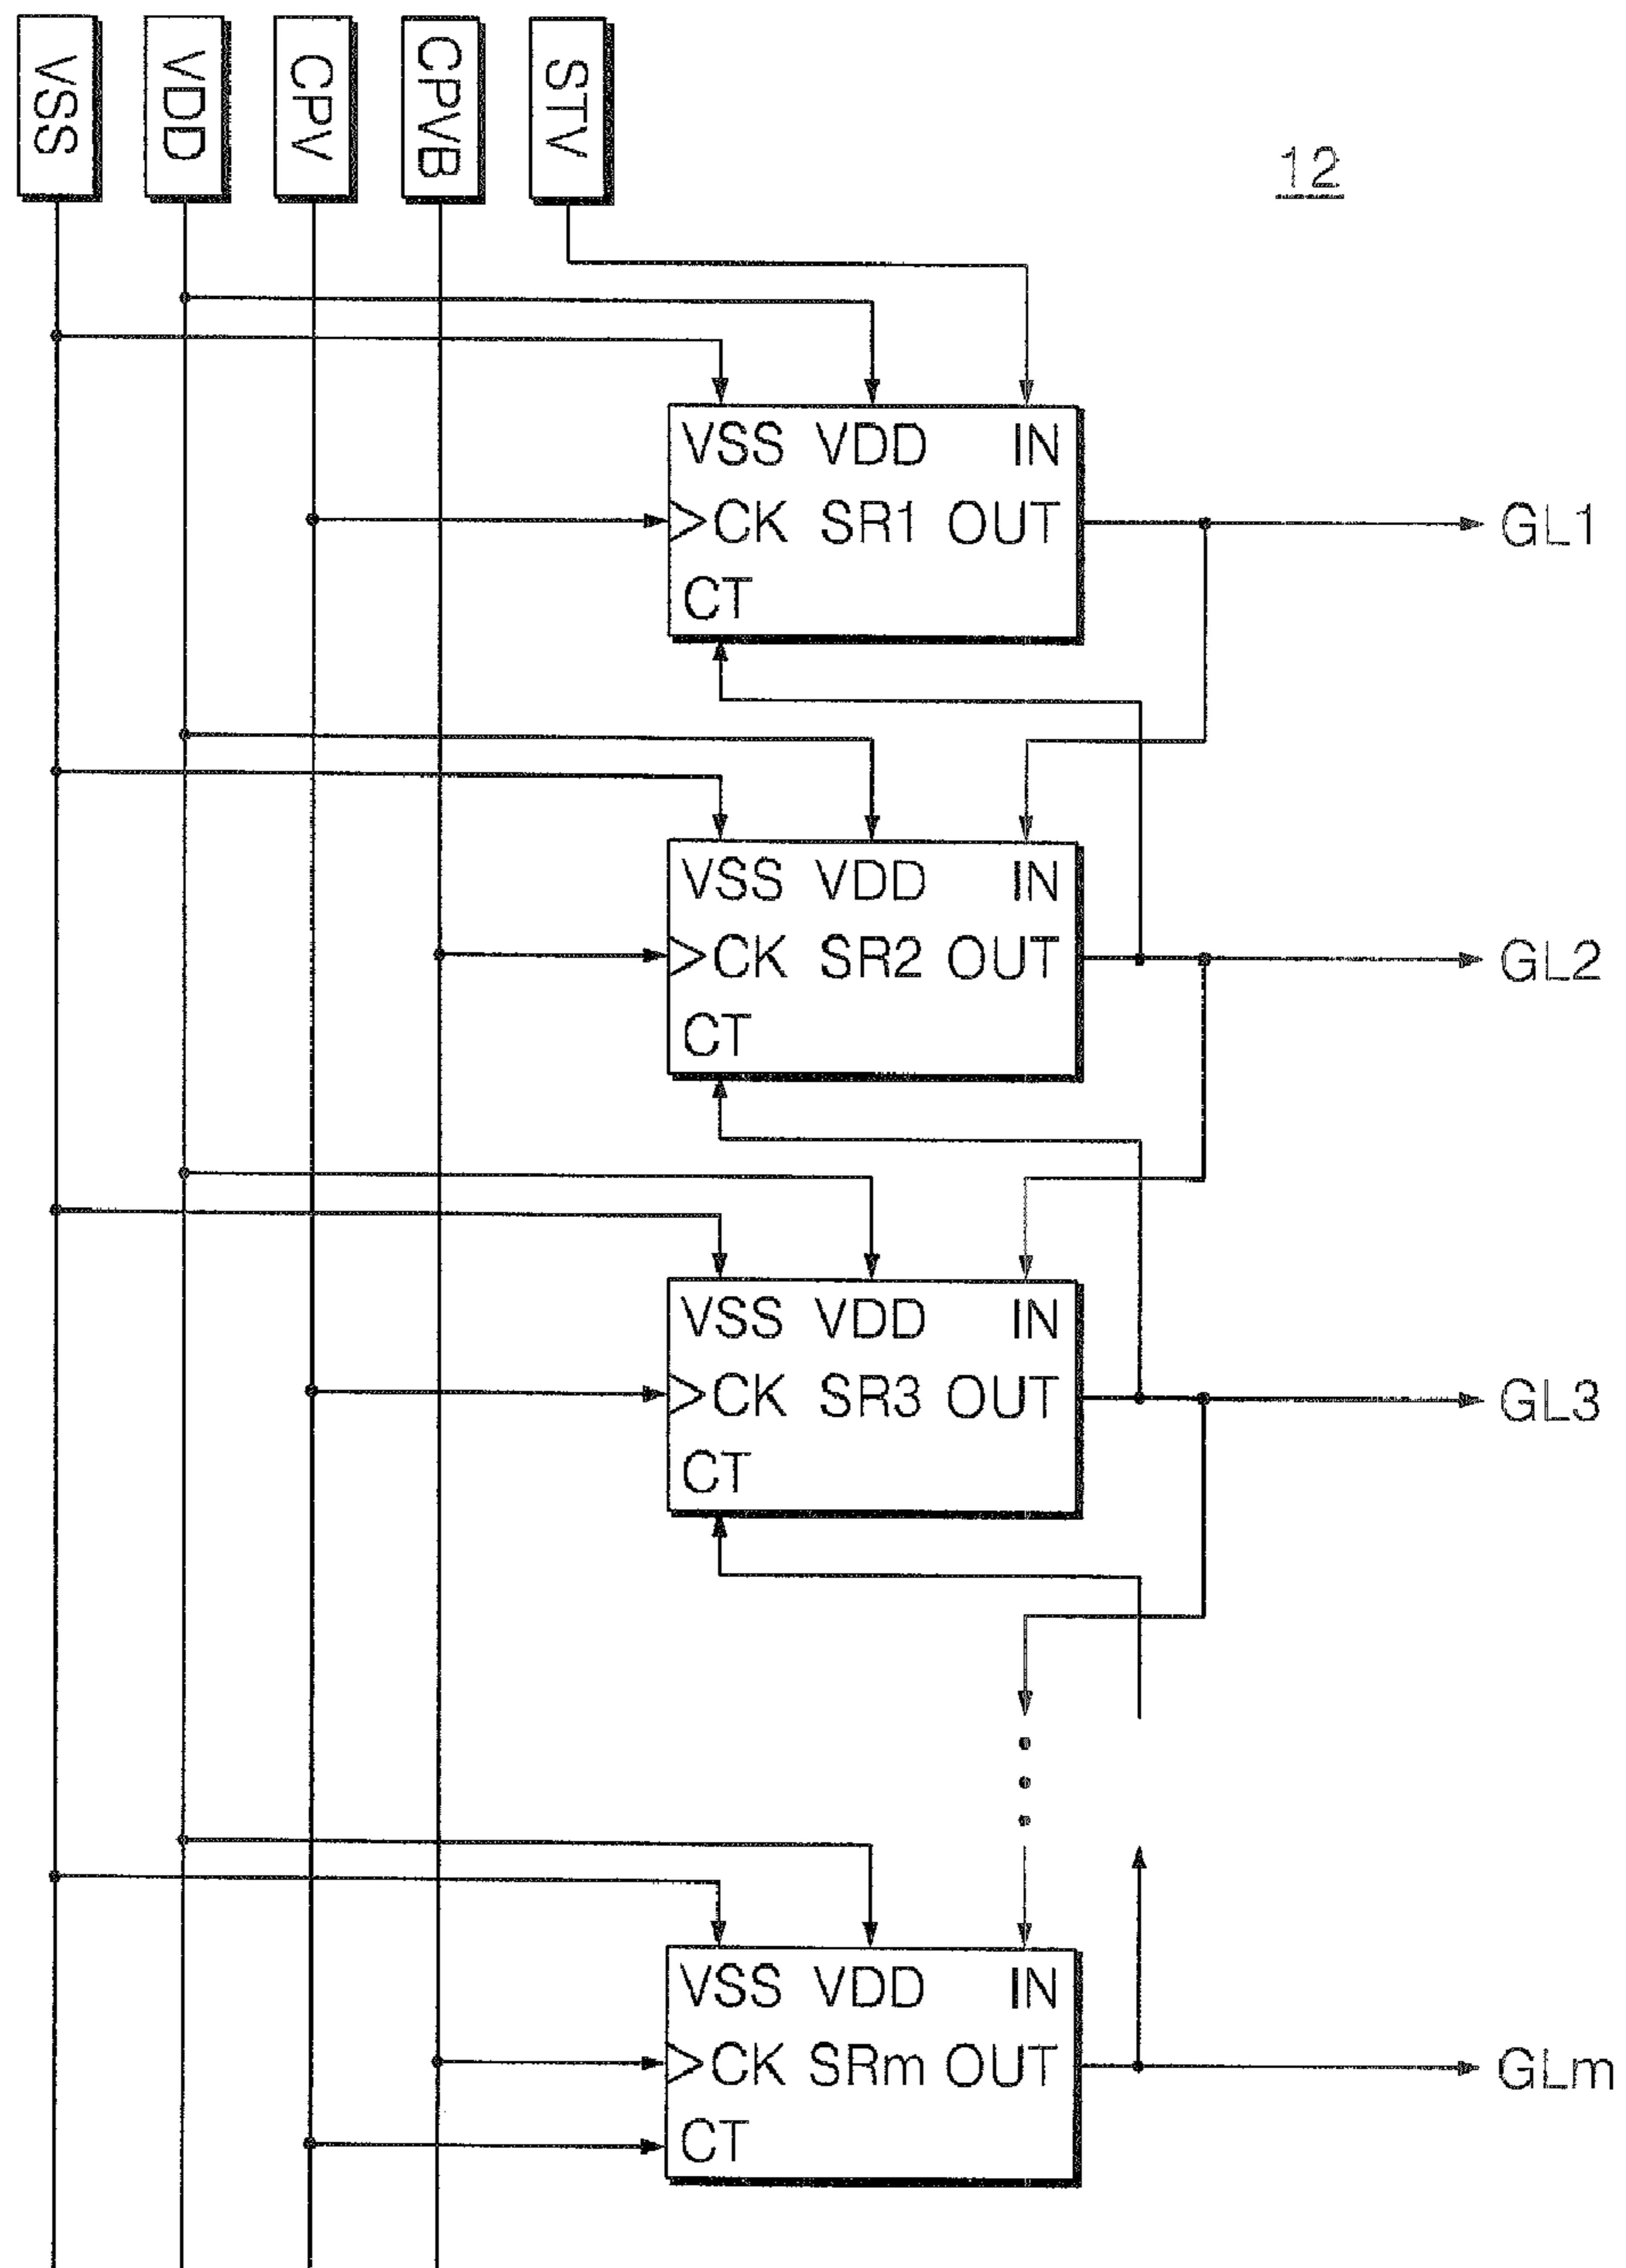 VSS
VDD
CPV
CPVB
STV
12
VSS VDD IN
CK SR1 OUT
CT
GL1
VSS VDD IN
CK SR2 OUT
CT
GL2
VSS VDD IN
CK SR3 OUT
CT
GL3
VSS VDD IN
CK SRm OUT
CT
GLm